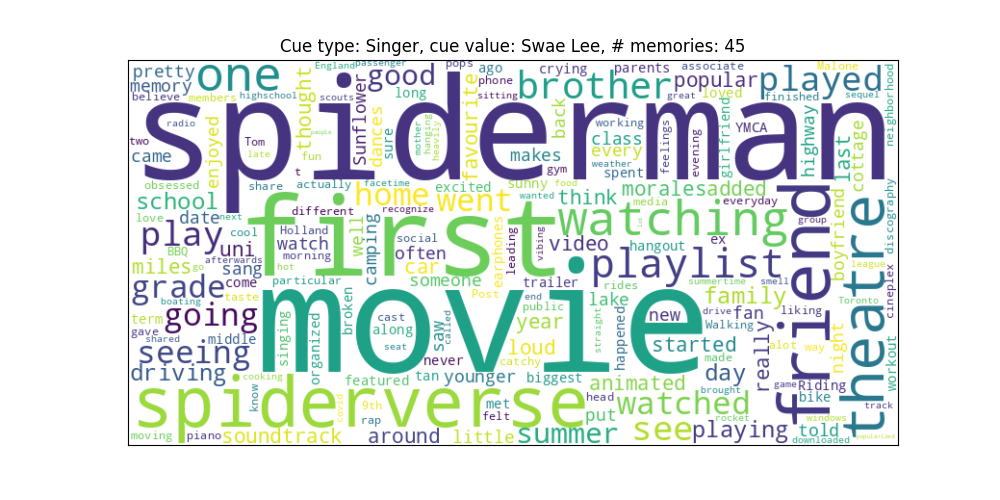 Cue type: Singer, cue value: Swae Lee, # memories: 45
pretty one England passenger good pops ago crying parents associate Malone
memory thought phone brother popular played
believe members highschool scouts Sunflower long favourite sitting back working great loved finished sequel neighborhood
spiderman
radio enjoyed people dances sure mother hanging heavily class feelings evening girlfriend YMCA highway last cottage
two Tom late fun t makes gym every weather spent
came obsessed share actually facetime excited sunny food think morales added
school home went wanted media everyday
love date next different recognize first watching friend boyfriend theatre discography
play cool Holland well camping social often leading vibing video hangout ex group
BBQ uni watch morning earphones lol
miles go afterwards sang hot car someone trailer playlist rides summertime smell league
grade come particular movie lake family Toronto cineplex
term taste boating Post end public year straight happened new drive fan liking
going singing organized broken cast along saw called catchy loud Walking started
gave shared middle seat never made really alot way night workout
seeing
driving cooking featured tan younger biggest animated day brought game Riding
spiderverse know covid 9th rap met felt head put watched rocket bike track
windows
moving piano soundtrack around little summer see playing told downloaded popularized